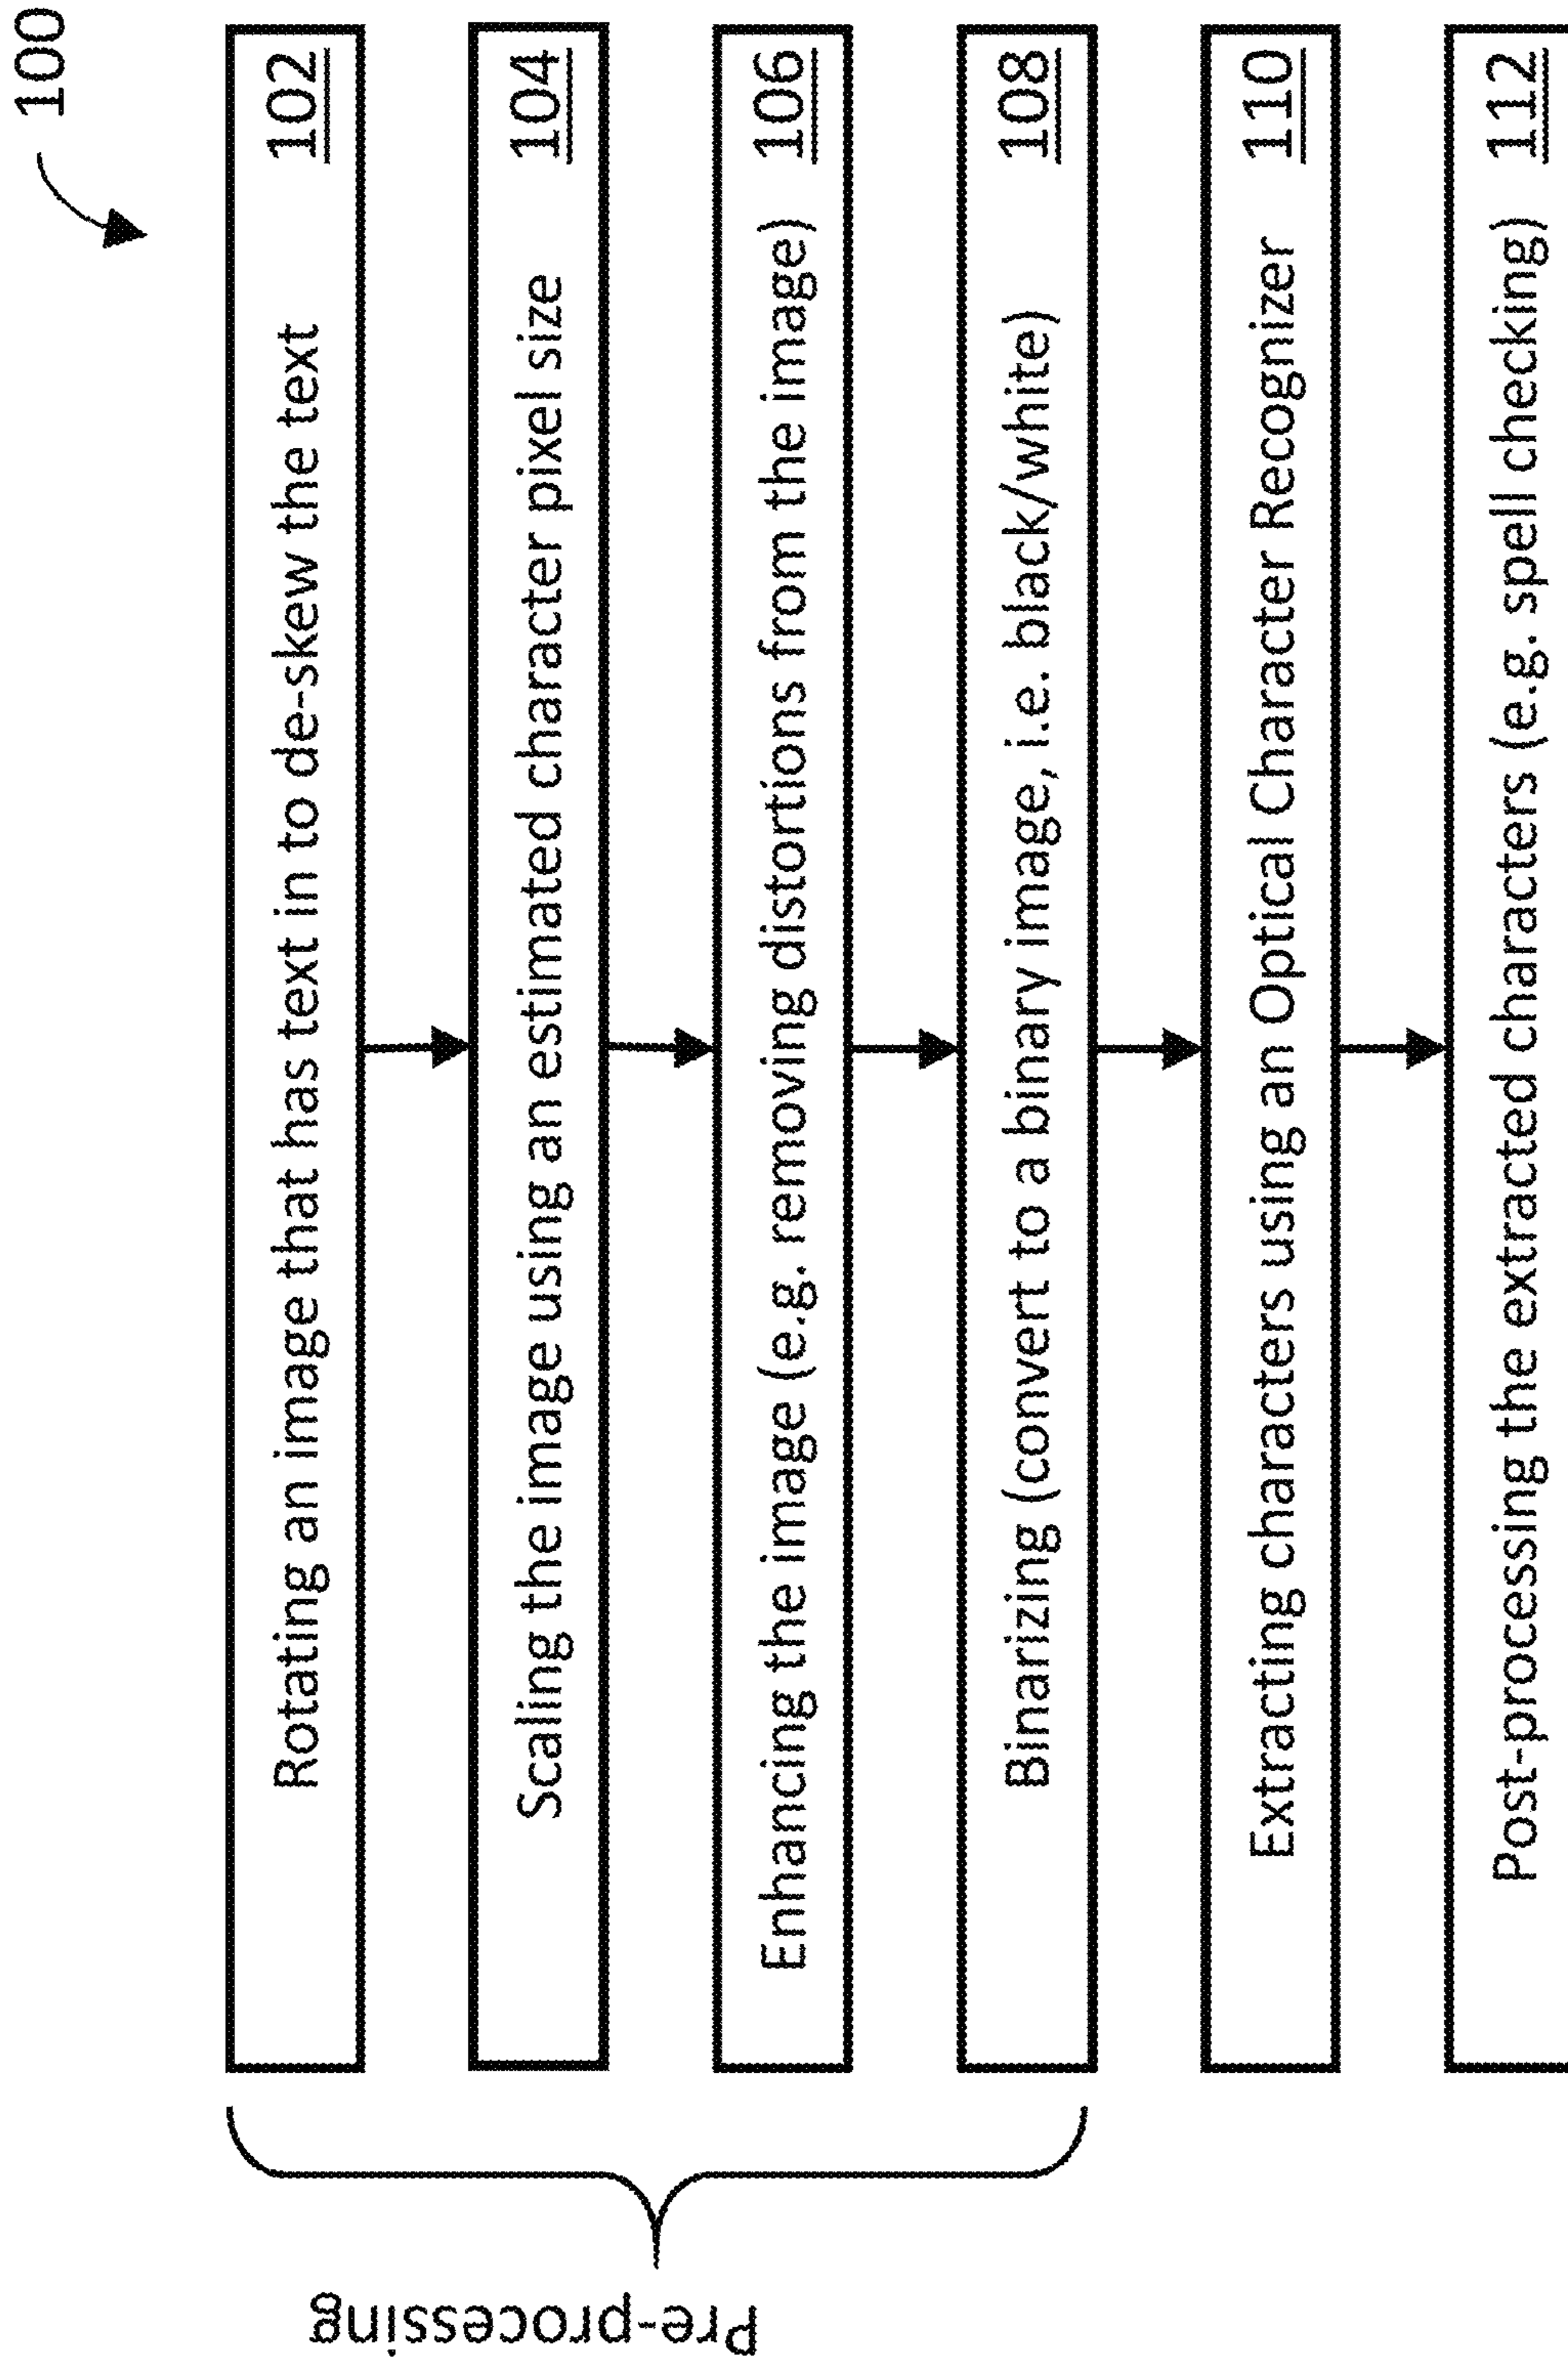 100
Rotating an image that has text in to de-skew the text 102
Scaling the image using an estimated character pixel size 104
Enhancing the image (e.g. removing distortions from the image) 106
Binarizing (convert to a binary image, i.e. black/white) 108
Extracting characters using an Optical Character Recognizer 110
Post-processing the extracted characters (e.g. spell checking) 112
Pre-processing